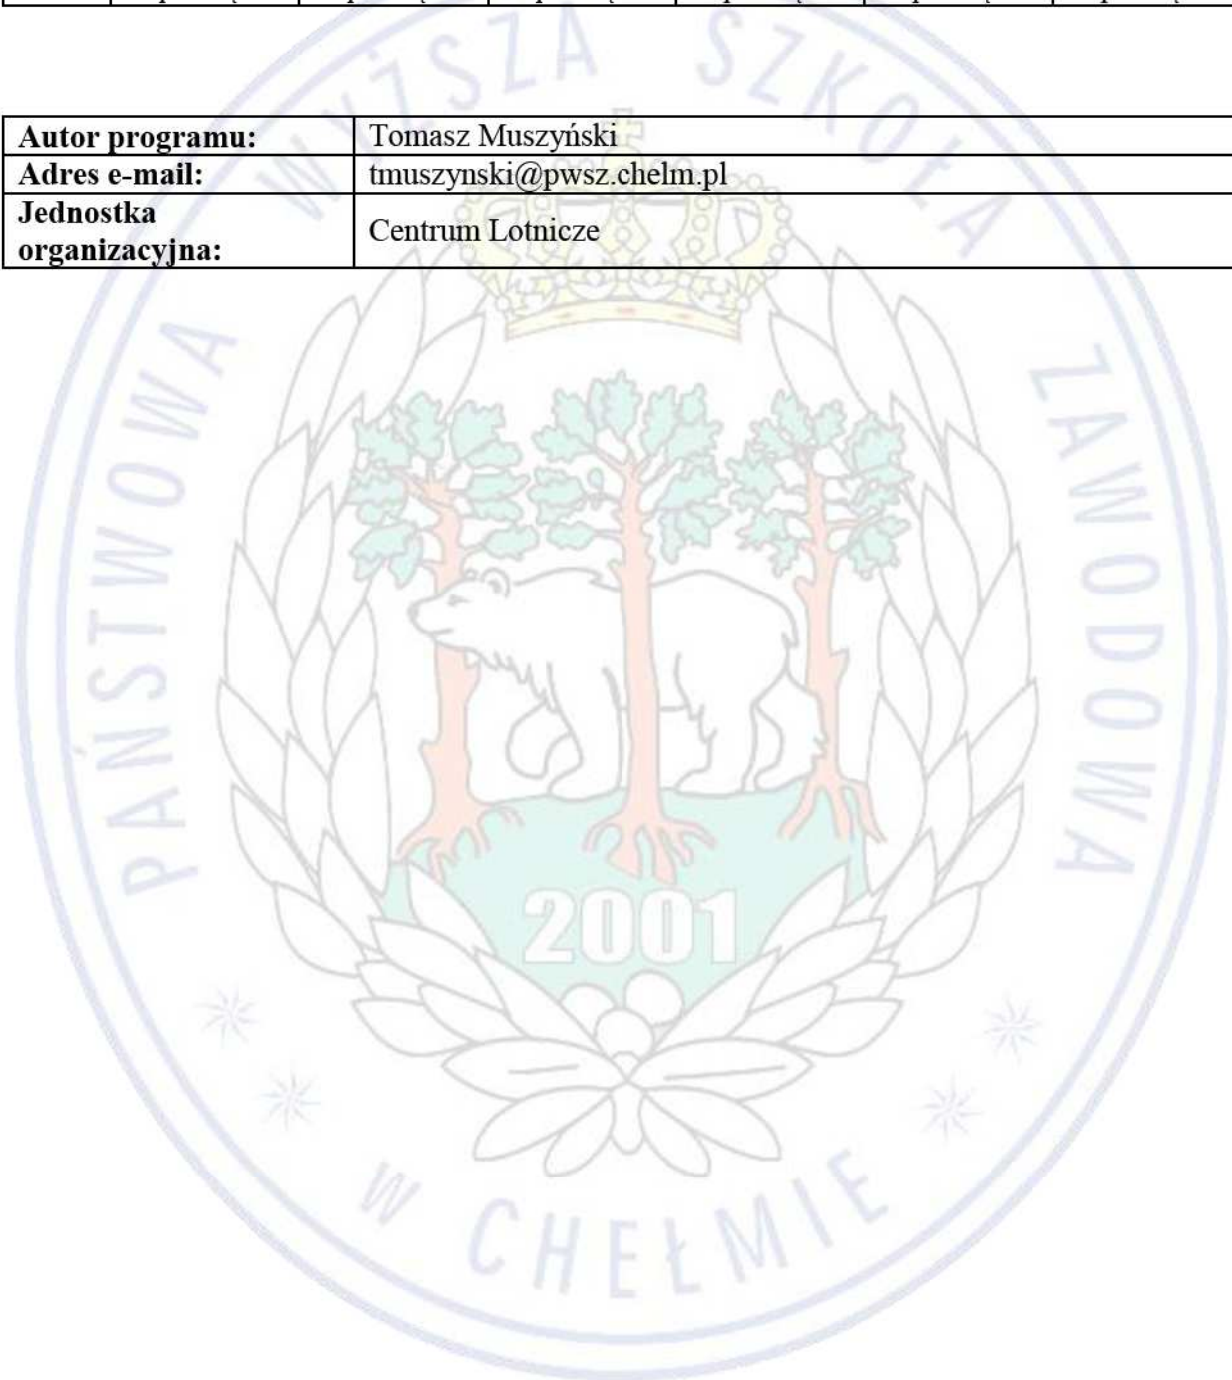 WYŻSZA SZKOŁA
Autor programu: Tomasz Muszyński
Adres e-mail: tmuszynski@pwsz.chelm.pl
Jednostka
organizacyjna: Centrum Lotnicze
PAŃSTWOWA
ZAWODOWA
2001
W CHEŁMIE